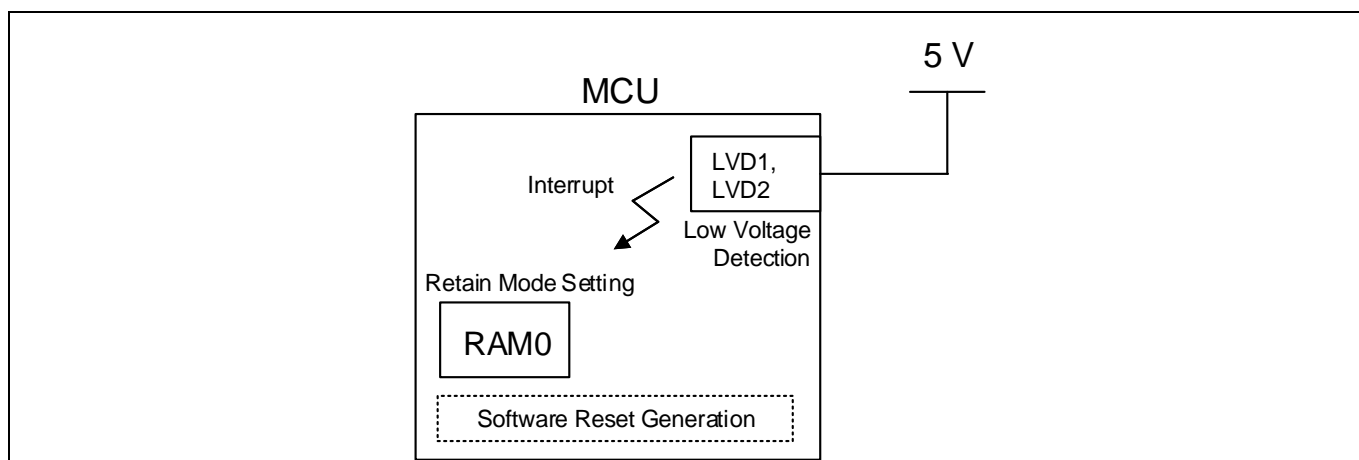 5 V
MCU
LVD1,
LVD2
Interrupt
Low Voltage
Detection
Retain Mode Setting
RAM0
Software Reset Generation